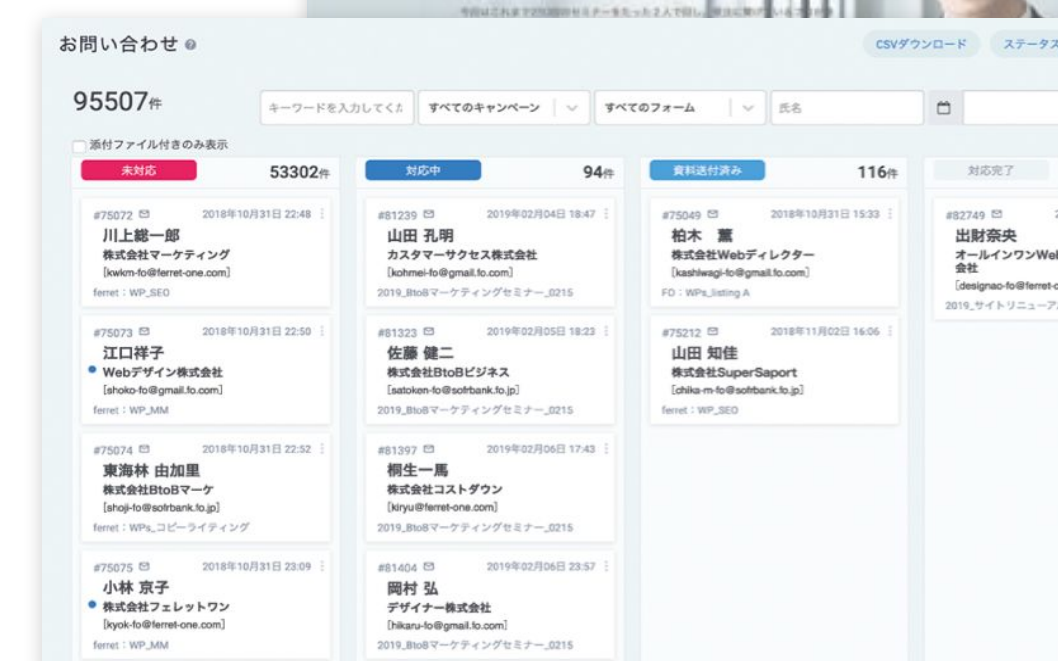 お問い合わせ
CSVダウンロード
ステータス
95507件
キーワードを入力してくだ
すべてのキャンペーン
すべてのフォーム
氏名
添付ファイル付きのみ表示
未対応 53302件
#75072 2018年10月31日 22:48
川上総一郎
株式会社マーケティング
[kwkm-fo@ferret-one.com]
ferret：WP_SEO
#75073 2018年10月31日 22:50
江口祥子
Webデザイン株式会社
[shoko-fo@gmail.fo.com]
ferret：WP_MM
#75074 2018年10月31日 22:52
東海林 由加里
株式会社BtoBマーケ
[shoji-fo@sofrbank.fo.jp]
ferret：WPs_コピーライティング
#75075 2018年10月31日 23:09
小林 京子
株式会社フェレットワン
[kyok-fo@ferret-one.com]
ferret：WP_MM
対応中 94件
#81239 2019年02月04日 18:47
山田 孔明
カスタマーサクセス株式会社
[kohmei-fo@gmail.fo.com]
2019_BtoBマーケティングセミナー_0215
#81323 2019年02月05日 18:23
佐藤 健二
株式会社BtoBビジネス
[satoken-fo@sofrbank.fo.jp]
2019_BtoBマーケティングセミナー_0215
#81397 2019年02月06日 17:43
桐生一馬
株式会社コストダウン
[kiryu@ferret-one.com]
2019_BtoBマーケティングセミナー_0215
#81404 2019年02月06日 23:57
岡村 弘
デザイナー株式会社
[hikaru-fo@gmail.fo.com]
2019_BtoBマーケティングセミナー_0215
資料送付済み 116件
#75049 2018年10月31日 15:33
柏木　薫
株式会社Webディレクター
[kashiwagi-fo@gmail.fo.com]
FD：WPs_listing A
#75212 2018年11月02日 16:06
山田 知佳
株式会社SuperSaport
[chika-m-fo@sofrbank.fo.jp]
ferret：WP_SEO
対応完了
#82749
出財奈央
オールインワンWeb
会社
[designao-fo@ferret-o
2019_サイトリニューア